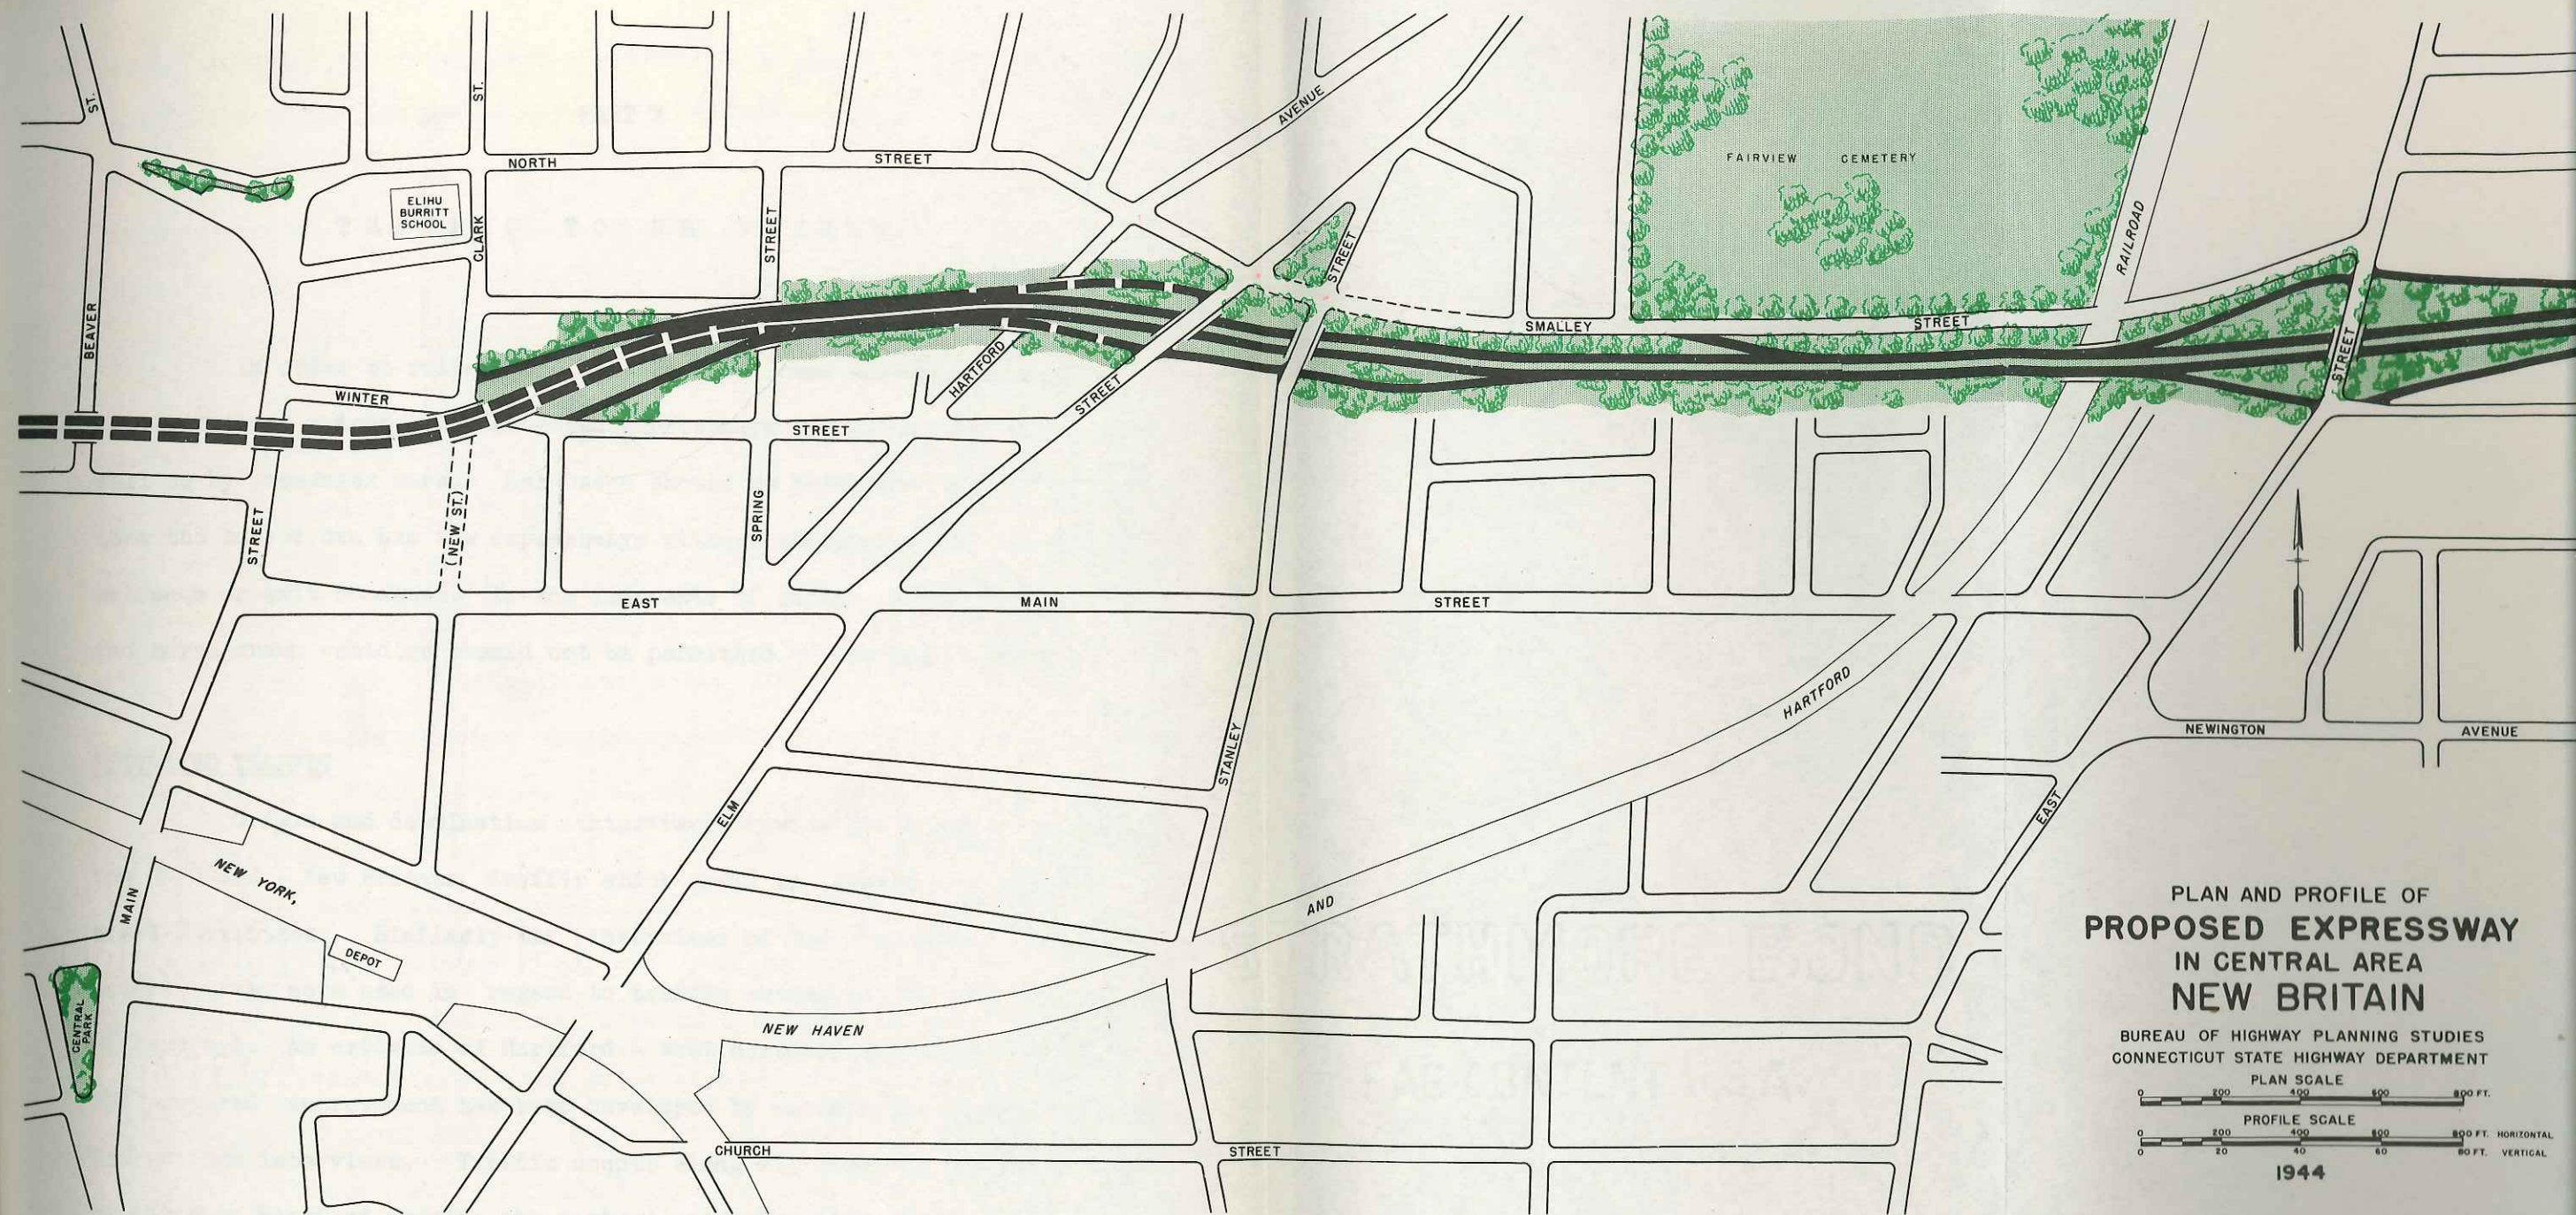 ST.
ST.
AVENUE
NORTH
STREET
FAIRVIEW CEMETERY
ELIHU
BURRITT
SCHOOL
CLARK
STREET
STREET
RAILROAD
BEAVER
SMALLEY
STREET
WINTER
HARTFORD
STREET
STREET
STREET
STREET
(NEW ST.)
SPRING
EAST
MAIN
STREET
HARTFORD
STANLEY
NEWINGTON
AVENUE
ELM
EAST
NEW YORK,
MAIN
AND
DEPOT
CENTRAL
PARK
NEW HAVEN
CHURCH
STREET
PLAN AND PROFILE OF
PROPOSED EXPRESSWAY
IN CENTRAL AREA
NEW BRITAIN
BUREAU OF HIGHWAY PLANNING STUDIES
CONNECTICUT STATE HIGHWAY DEPARTMENT
PLAN SCALE
0 200 400 600 800 FT.
PROFILE SCALE
0 200 400 600 800 FT. HORIZONTAL
0 20 40 60 80 FT. VERTICAL
1944